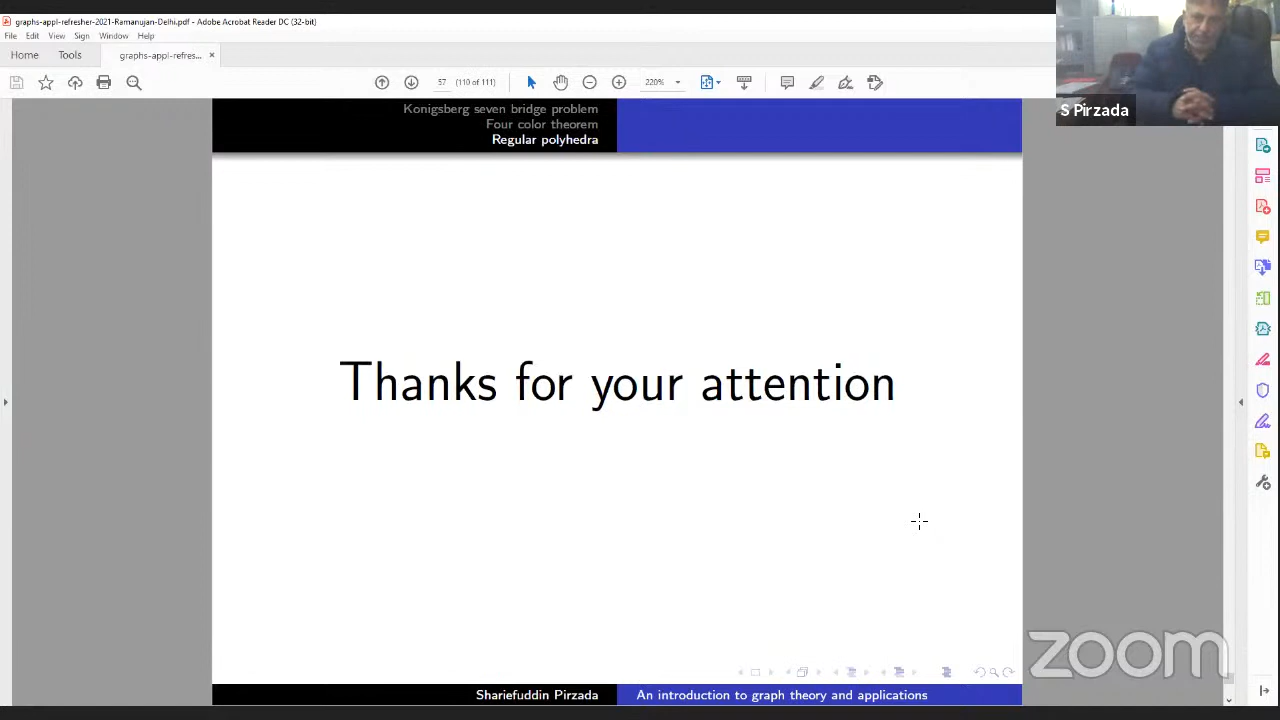 graphs-appl-refresher-2021-Ramanujan-Delhi.pdf - Adobe Acrobat Reader DC (32-bit)
File Edit View Sign Window Help
Home Tools graphs-appl-refres... ×
57 (110 of 111) 220%
S Pirzada
Konigsberg seven bridge problem
Four color theorem
Regular polyhedra
Thanks for your attention
zoom
Shariefuddin Pirzada An introduction to graph theory and applications